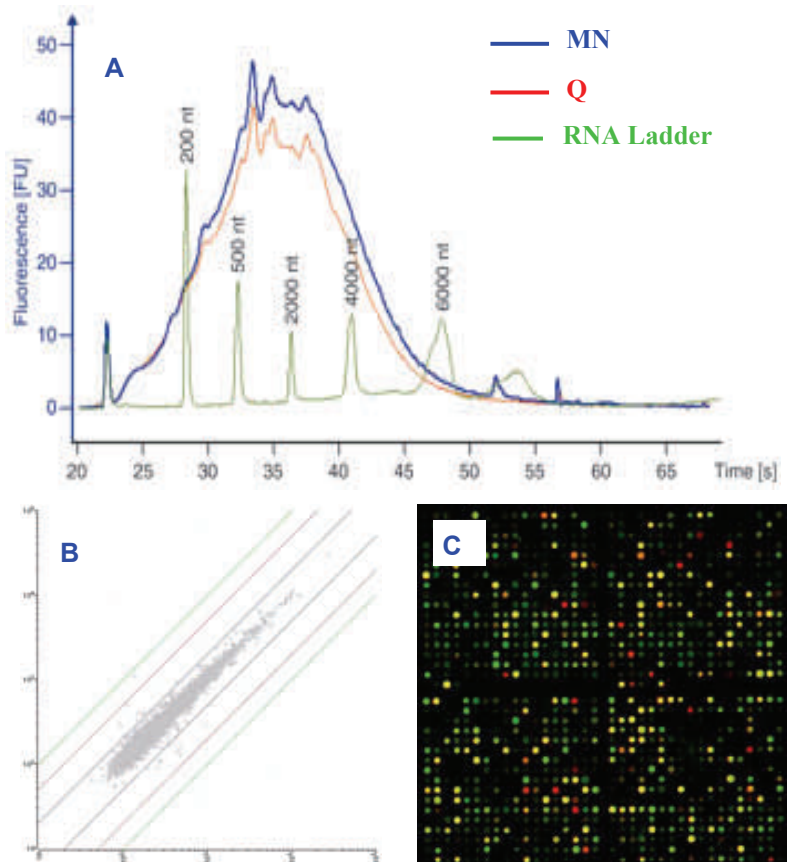 A
MN
Q
RNA Ladder
Fluorescence [FU]
50
40
30
20
10
0
200 nt
500 nt
2000 nt
4000 nt
6000 nt
20 25 30 35 40 45 50 55 60 65 Time [s]
B
C